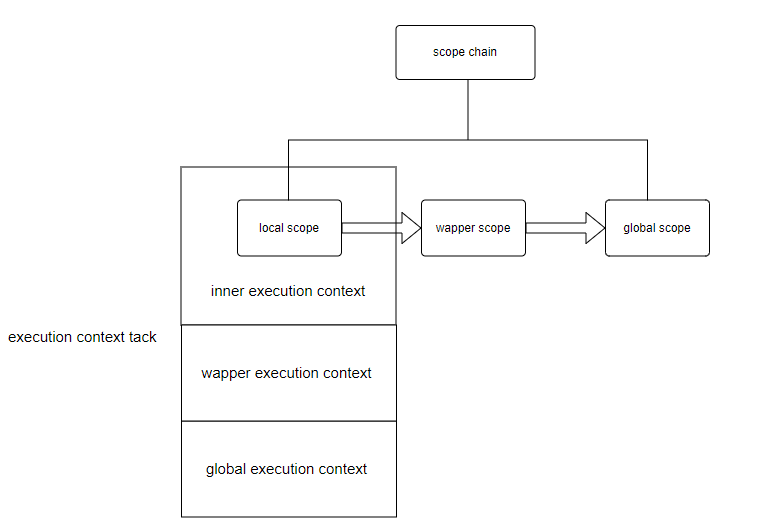 scope chain
local scope
wapper scope
global scope
inner execution context
execution context tack
wapper execution context
global execution context